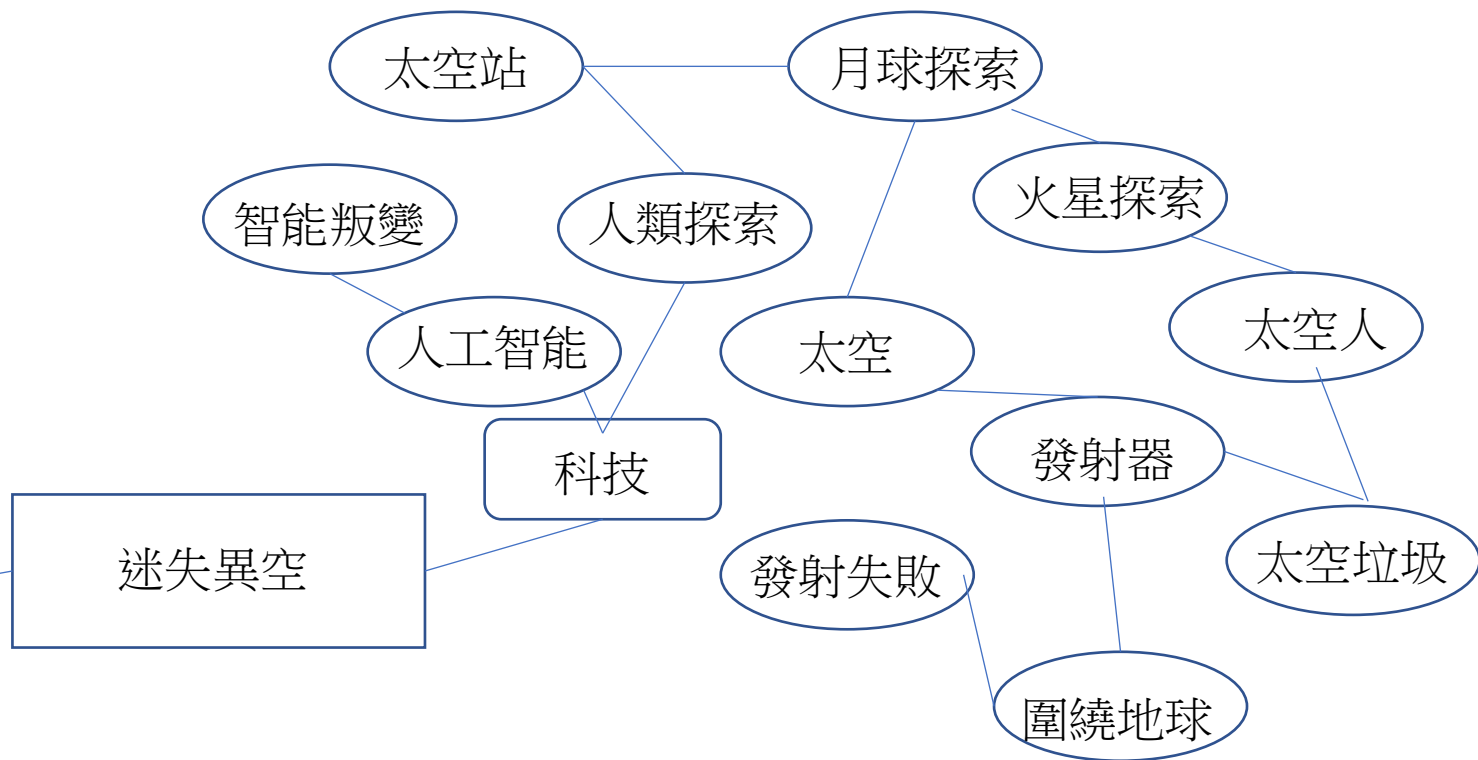 太空站
月球探索
火星探索
智能叛變
人類探索
人工智能
太空
太空人
科技
發射器
迷失異空
發射失敗
太空垃圾
圍繞地球